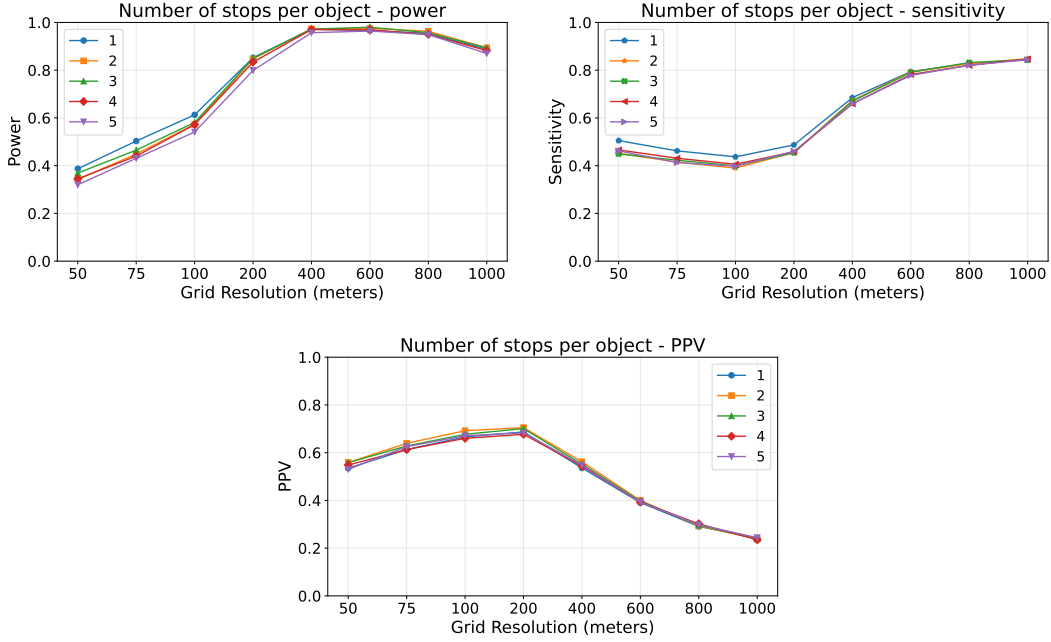 Number of stops per object - power
1.0
0.8
0.6
0.4
0.2
0.0
Power
1
2
3
4
5
50 75 100 200 400 600 800 1000
Grid Resolution (meters)
Number of stops per object - sensitivity
1.0
0.8
0.6
0.4
0.2
0.0
Sensitivity
1
2
3
4
5
50 75 100 200 400 600 800 1000
Grid Resolution (meters)
Number of stops per object - PPV
1.0
0.8
0.6
0.4
0.2
0.0
PPV
1
2
3
4
5
50 75 100 200 400 600 800 1000
Grid Resolution (meters)